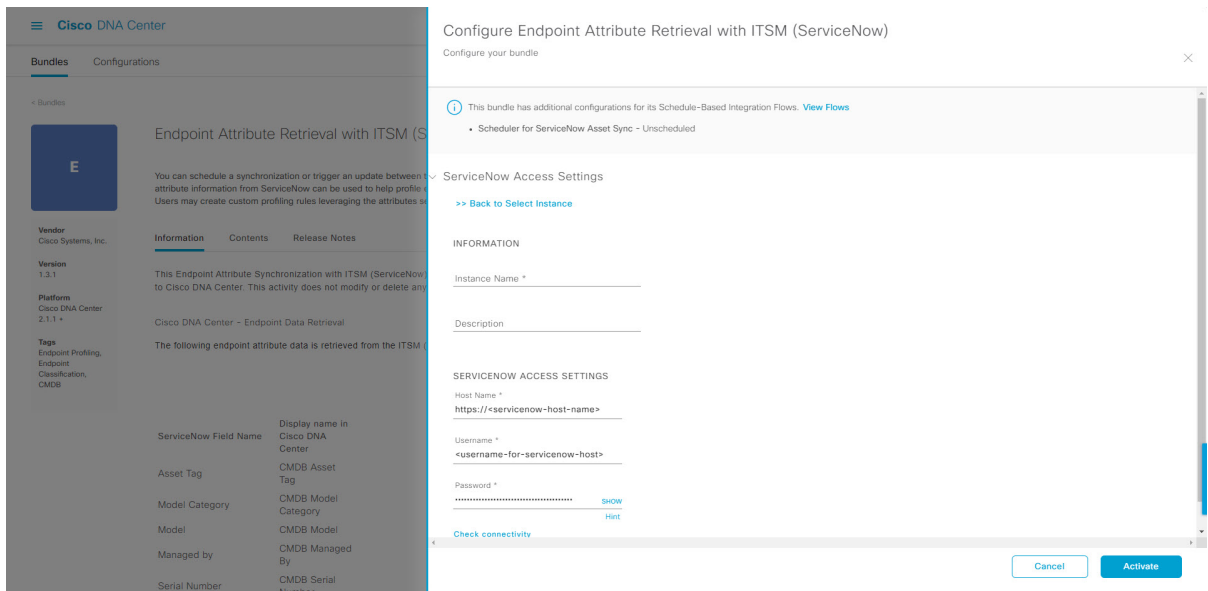 Cisco DNA Center
Bundles Configurations
< Bundles
E
Endpoint Attribute Retrieval with ITSM (S
You can schedule a synchronization or trigger an update between
attribute information from ServiceNow can be used to help profile
Users may create custom profiling rules leveraging the attributes
Vendor
Cisco Systems, Inc.
Version
1.3.1
Platform
Cisco DNA Center
2.1.1 +
Tags
Endpoint Profiling,
Endpoint
Classification,
CMDB
Information Contents Release Notes
This Endpoint Attribute Synchronization with ITSM (ServiceNow)
to Cisco DNA Center. This activity does not modify or delete any
Cisco DNA Center - Endpoint Data Retrieval
The following endpoint attribute data is retrieved from the ITSM (
ServiceNow Field Name
Display name in
Cisco DNA
Center
Asset Tag
CMDB Asset
Tag
Model Category
CMDB Model
Category
Model
CMDB Model
Managed by
CMDB Managed
By
Serial Number
CMDB Serial
Number
Configure Endpoint Attribute Retrieval with ITSM (ServiceNow)
Configure your bundle
This bundle has additional configurations for its Schedule-Based Integration Flows. View Flows
• Scheduler for ServiceNow Asset Sync - Unscheduled
ServiceNow Access Settings
>> Back to Select Instance
INFORMATION
Instance Name *
Description
SERVICENOW ACCESS SETTINGS
Host Name *
https://<servicenow-host-name>
Username *
<username-for-servicenow-host>
Password *
SHOW
Hint
Check connectivity
Cancel Activate